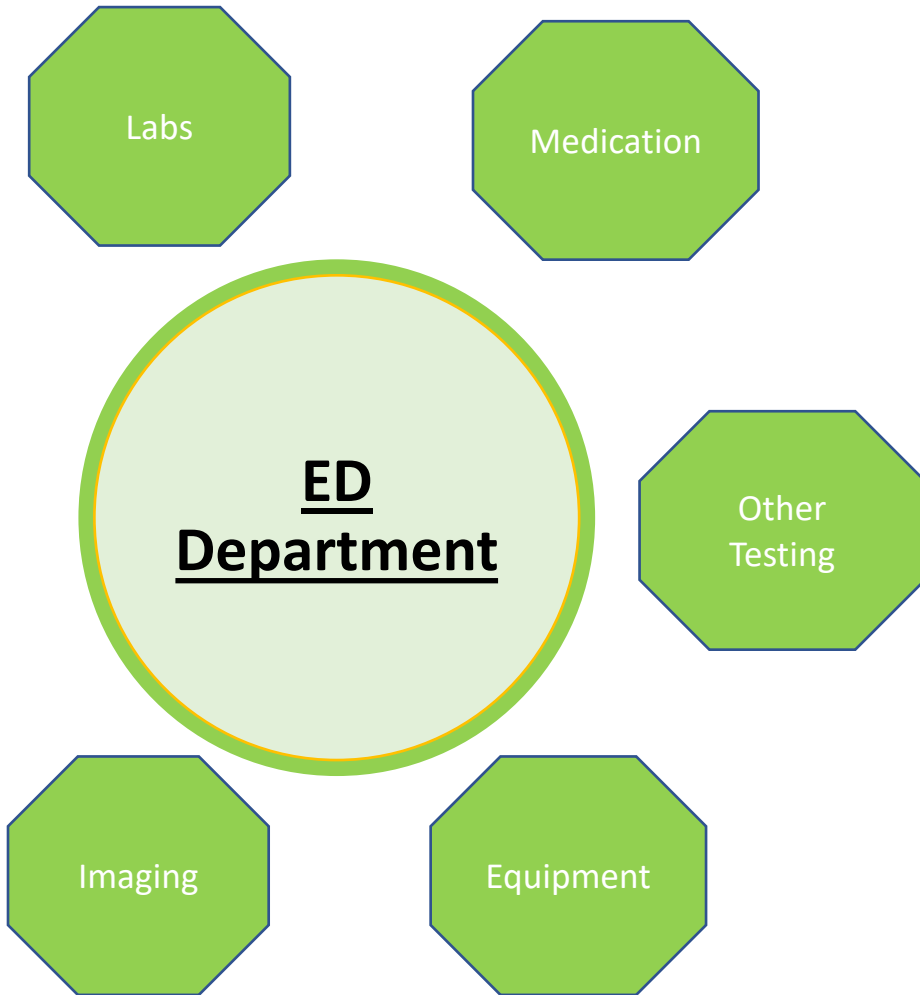 Labs
Medication
ED
Department
Other
Testing
Imaging
Equipment